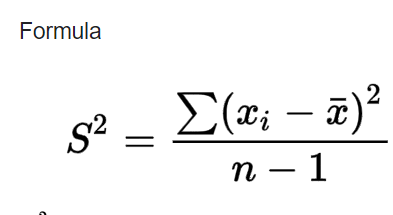 Formula
S² = ∑(xᵢ − x̄)² / n − 1